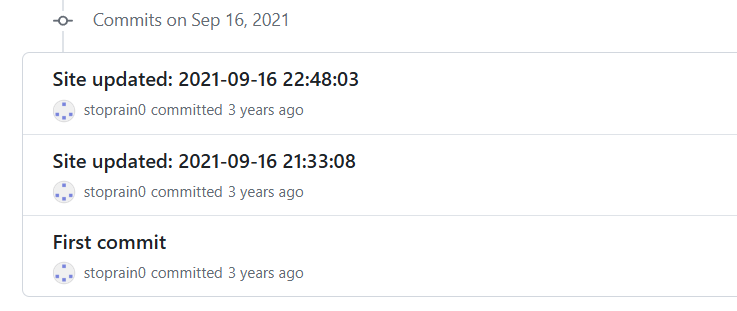 Commits on Sep 16, 2021
Site updated: 2021-09-16 22:48:03
stoprain0 committed 3 years ago
Site updated: 2021-09-16 21:33:08
stoprain0 committed 3 years ago
First commit
stoprain0 committed 3 years ago